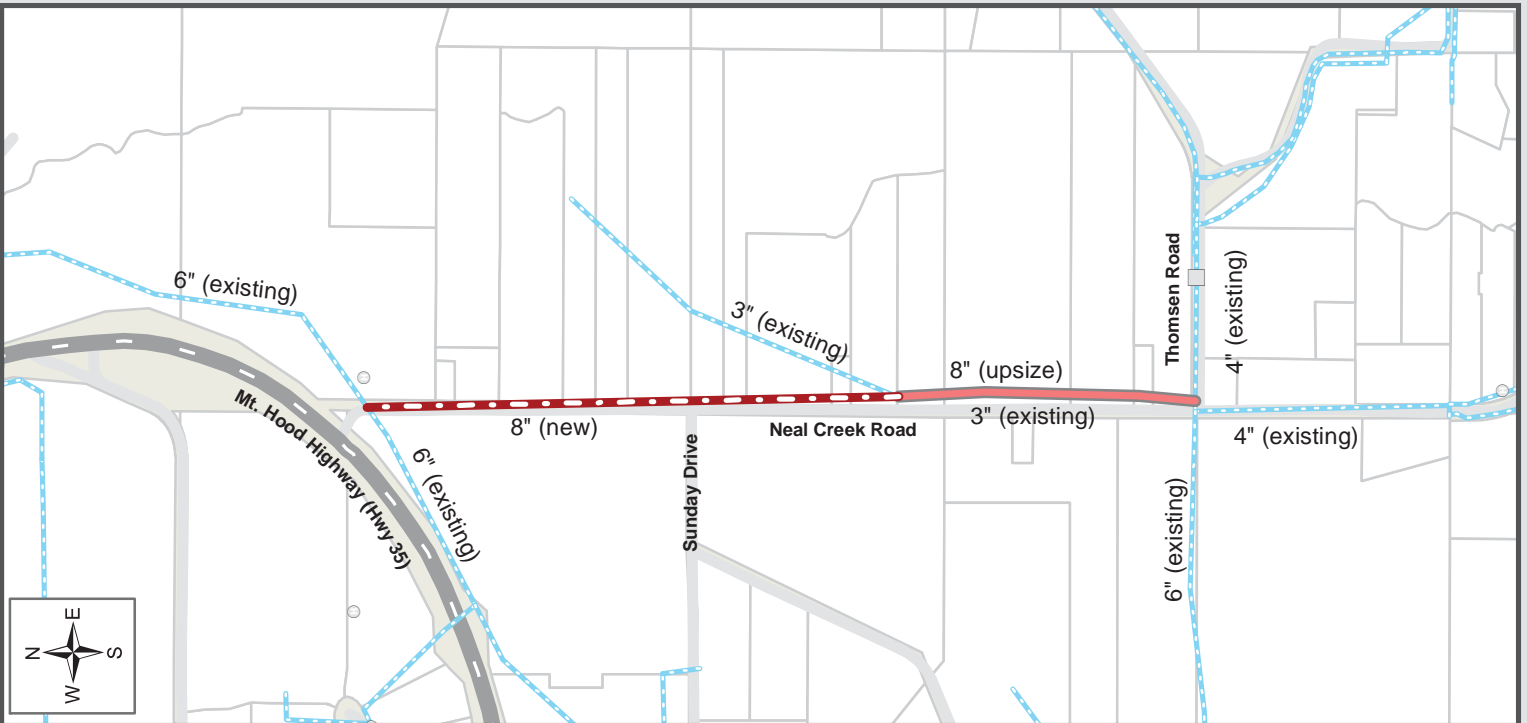 6" (existing)
3" (existing)
Thomsen Road
4" (existing)
8" (upsize)
3" (existing)
Mt. Hood Highway (Hwy 35)
8" (new)
Neal Creek Road
4" (existing)
6" (existing)
Sunday Drive
6" (existing)
E
N
S
W